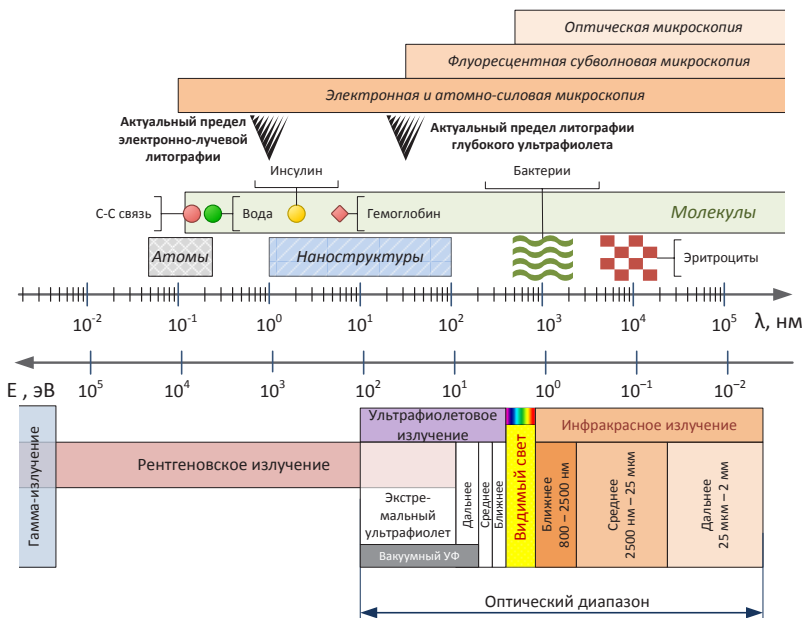 Оптическая микроскопия
Флуоресцентная субволновая микроскопия
Электронная и атомно-силовая микроскопия
Актуальный предел
электронно-лучевой
литографии
Актуальный предел литографии
глубокого ультрафиолета
Инсулин
Бактерии
С-С связь
Вода
Гемоглобин
Молекулы
Атомы
Наноструктуры
Эритроциты
10⁻² 10⁻¹ 10⁰ 10¹ 10² 10³ 10⁴ 10⁵ λ, нм
E , эВ 10⁵ 10⁴ 10³ 10² 10¹ 10⁰ 10⁻¹ 10⁻²
Гамма-излучение
Рентгеновское излучение
Ультрафиолетовое
излучение
Экстре-
мальный
ультрафиолет
Вакуумный УФ
Дальнее
Среднее
Ближнее
Видимый свет
Инфракрасное излучение
Ближнее
800 – 2500 нм
Среднее
2500 нм – 25 мкм
Дальнее
25 мкм – 2 мм
Оптический диапазон